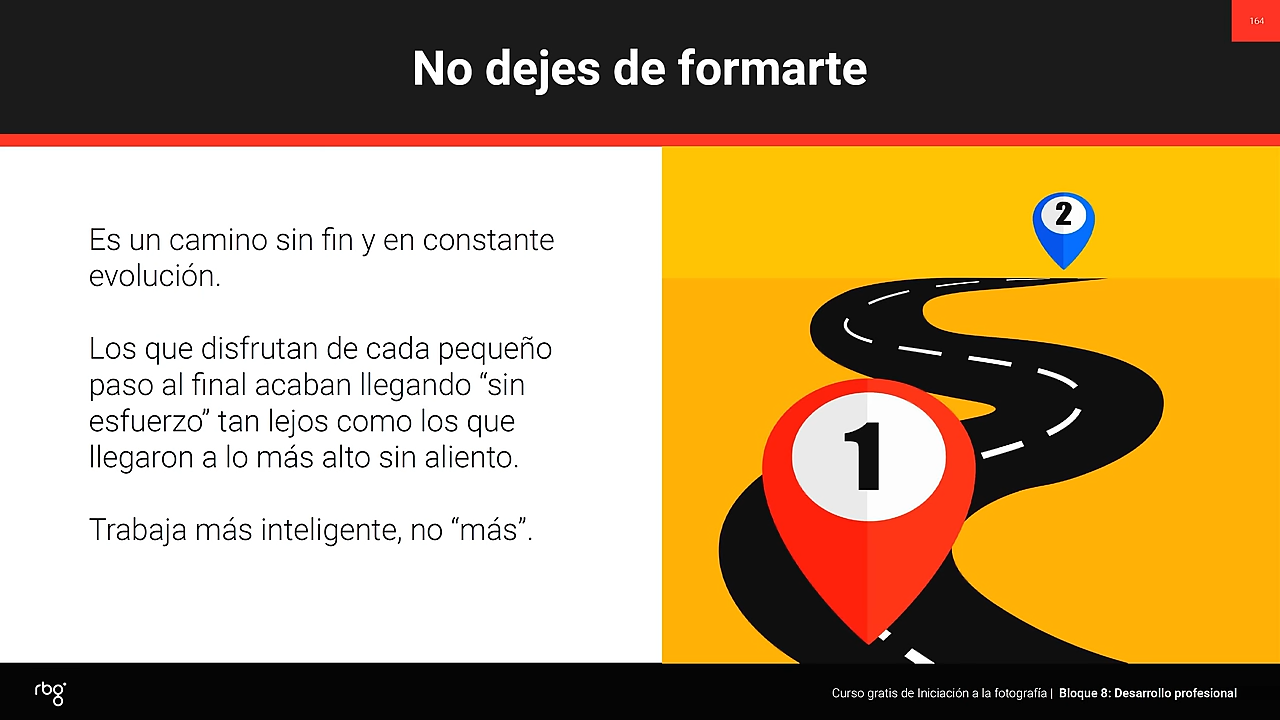 164
No dejes de formarte
Es un camino sin fin y en constante
evolución.
Los que disfrutan de cada pequeño
paso al final acaban llegando “sin
esfuerzo” tan lejos como los que
llegaron a lo más alto sin aliento.
Trabaja más inteligente, no “más”.
2
1
rbg
Curso gratis de Iniciación a la fotografía | Bloque 8: Desarrollo profesional